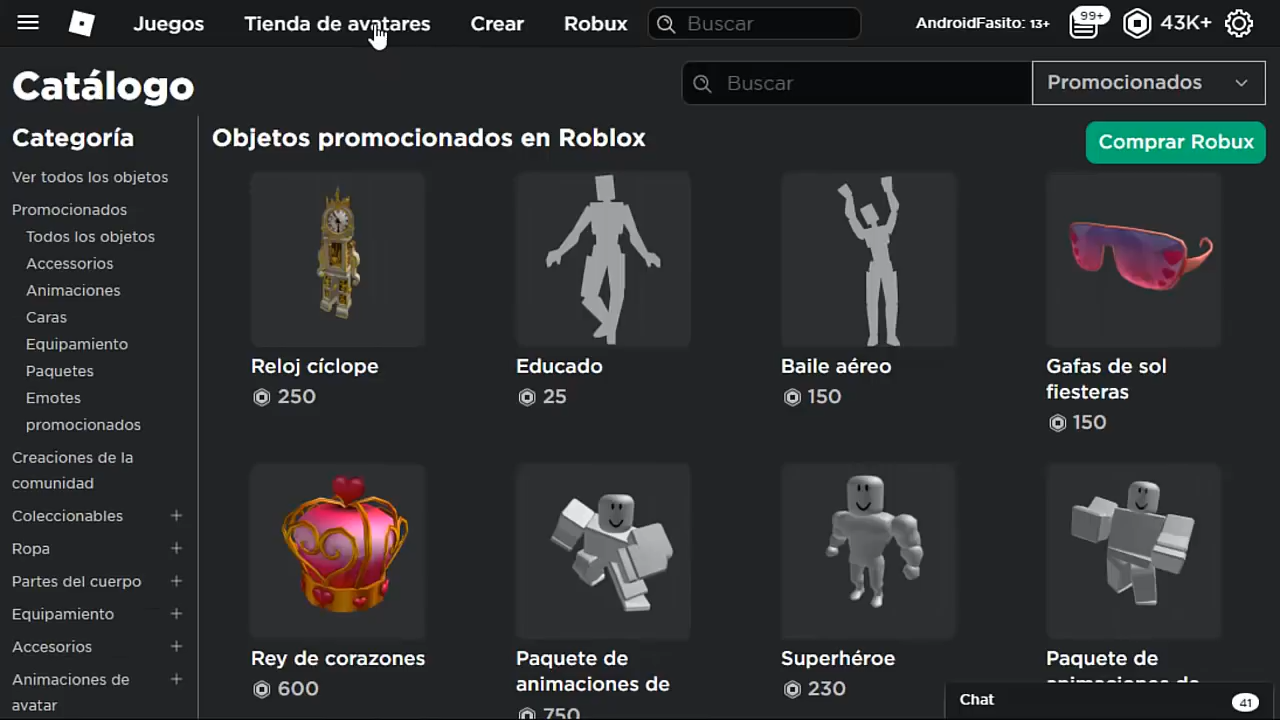 Juegos Tienda de avatares Crear Robux Buscar AndroidFasito: 13+ 99+ 43K+
Catálogo
Buscar Promocionados
Categoría
Ver todos los objetos
Promocionados
Todos los objetos
Accessorios
Animaciones
Caras
Equipamiento
Paquetes
Emotes
promocionados
Creaciones de la
comunidad
Coleccionables +
Ropa +
Partes del cuerpo +
Equipamiento +
Accesorios +
Animaciones de +
avatar
Objetos promocionados en Roblox
Comprar Robux
Reloj cíclope
250
Educado
25
Baile aéreo
150
Gafas de sol
fiesteras
150
Rey de corazones
600
Paquete de
animaciones de
750
Superhéroe
230
Paquete de
animaciones de
Chat 41